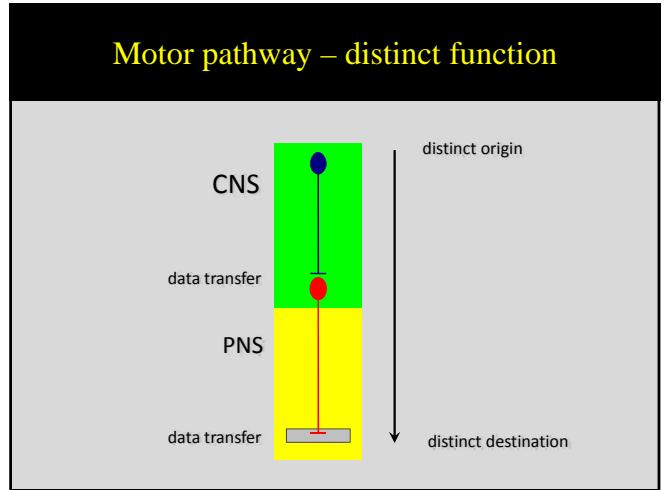 Motor pathway – distinct function
distinct origin
CNS
data transfer
PNS
data transfer
distinct destination